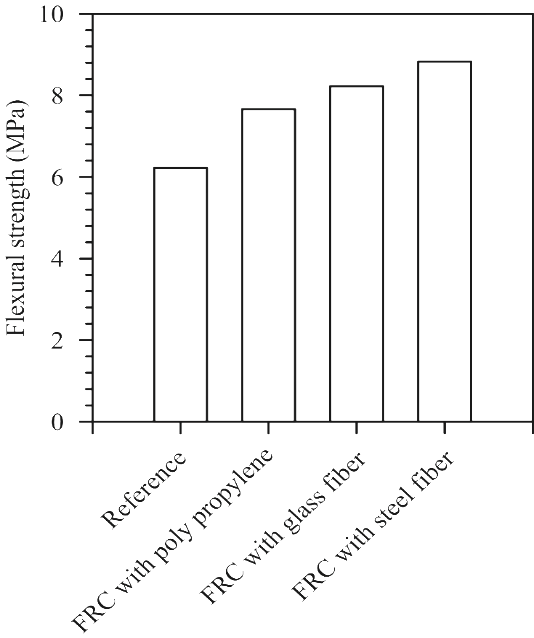 10
8
6
4
2
0
Flexural strength (MPa)
Reference
FRC with poly propylene
FRC with glass fiber
FRC with steel fiber